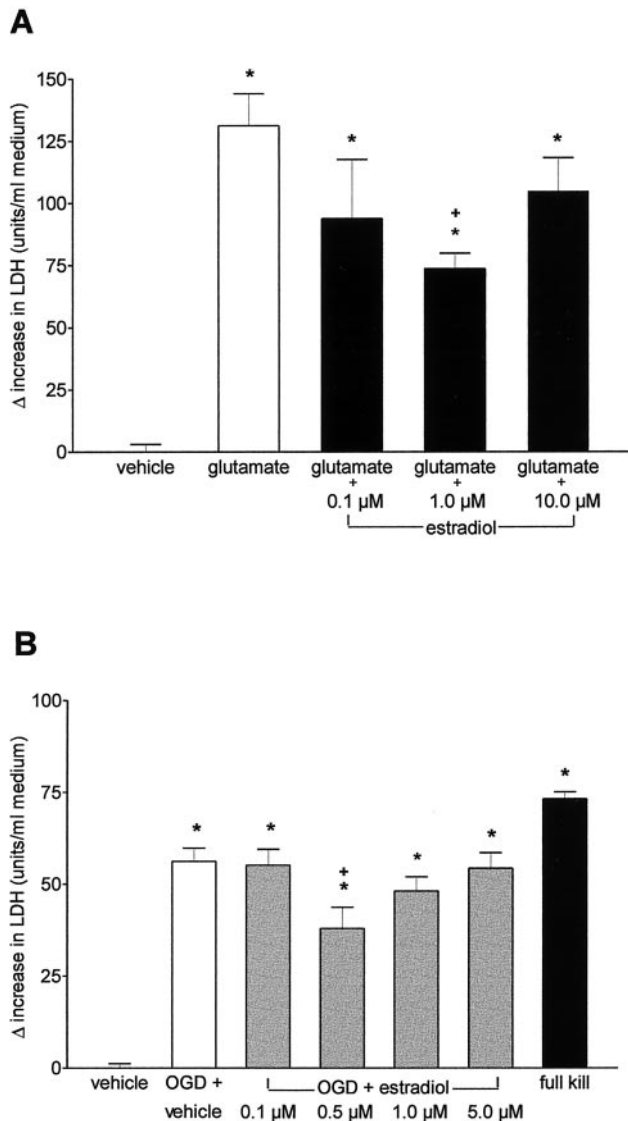 A
Δ increase in LDH (units/ml medium)
150
125
100
75
50
25
0
*
*
+
*
*
vehicle glutamate glutamate glutamate glutamate
+ + +
0.1 µM 1.0 µM 10.0 µM
estradiol
B
Δ increase in LDH (units/ml medium)
100
75
50
25
0
*
*
+
*
*
*
*
vehicle OGD + OGD + estradiol full kill
vehicle 0.1 µM 0.5 µM 1.0 µM 5.0 µM